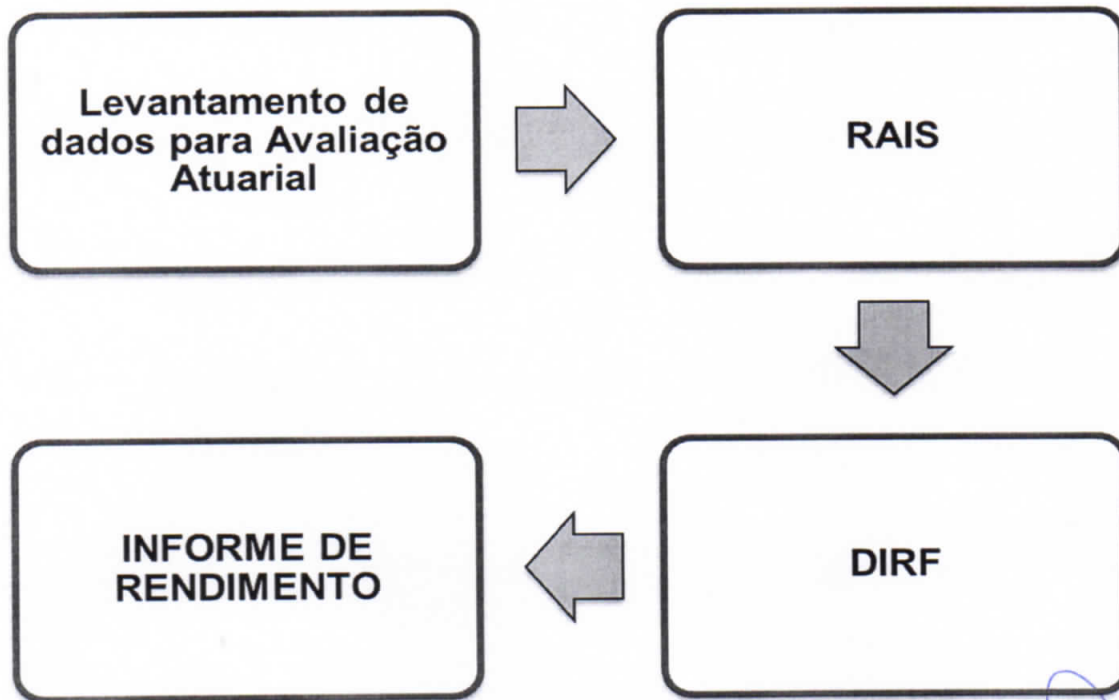 Levantamento de
dados para Avaliação
Atuarial
RAIS
INFORME DE
RENDIMENTO
DIRF